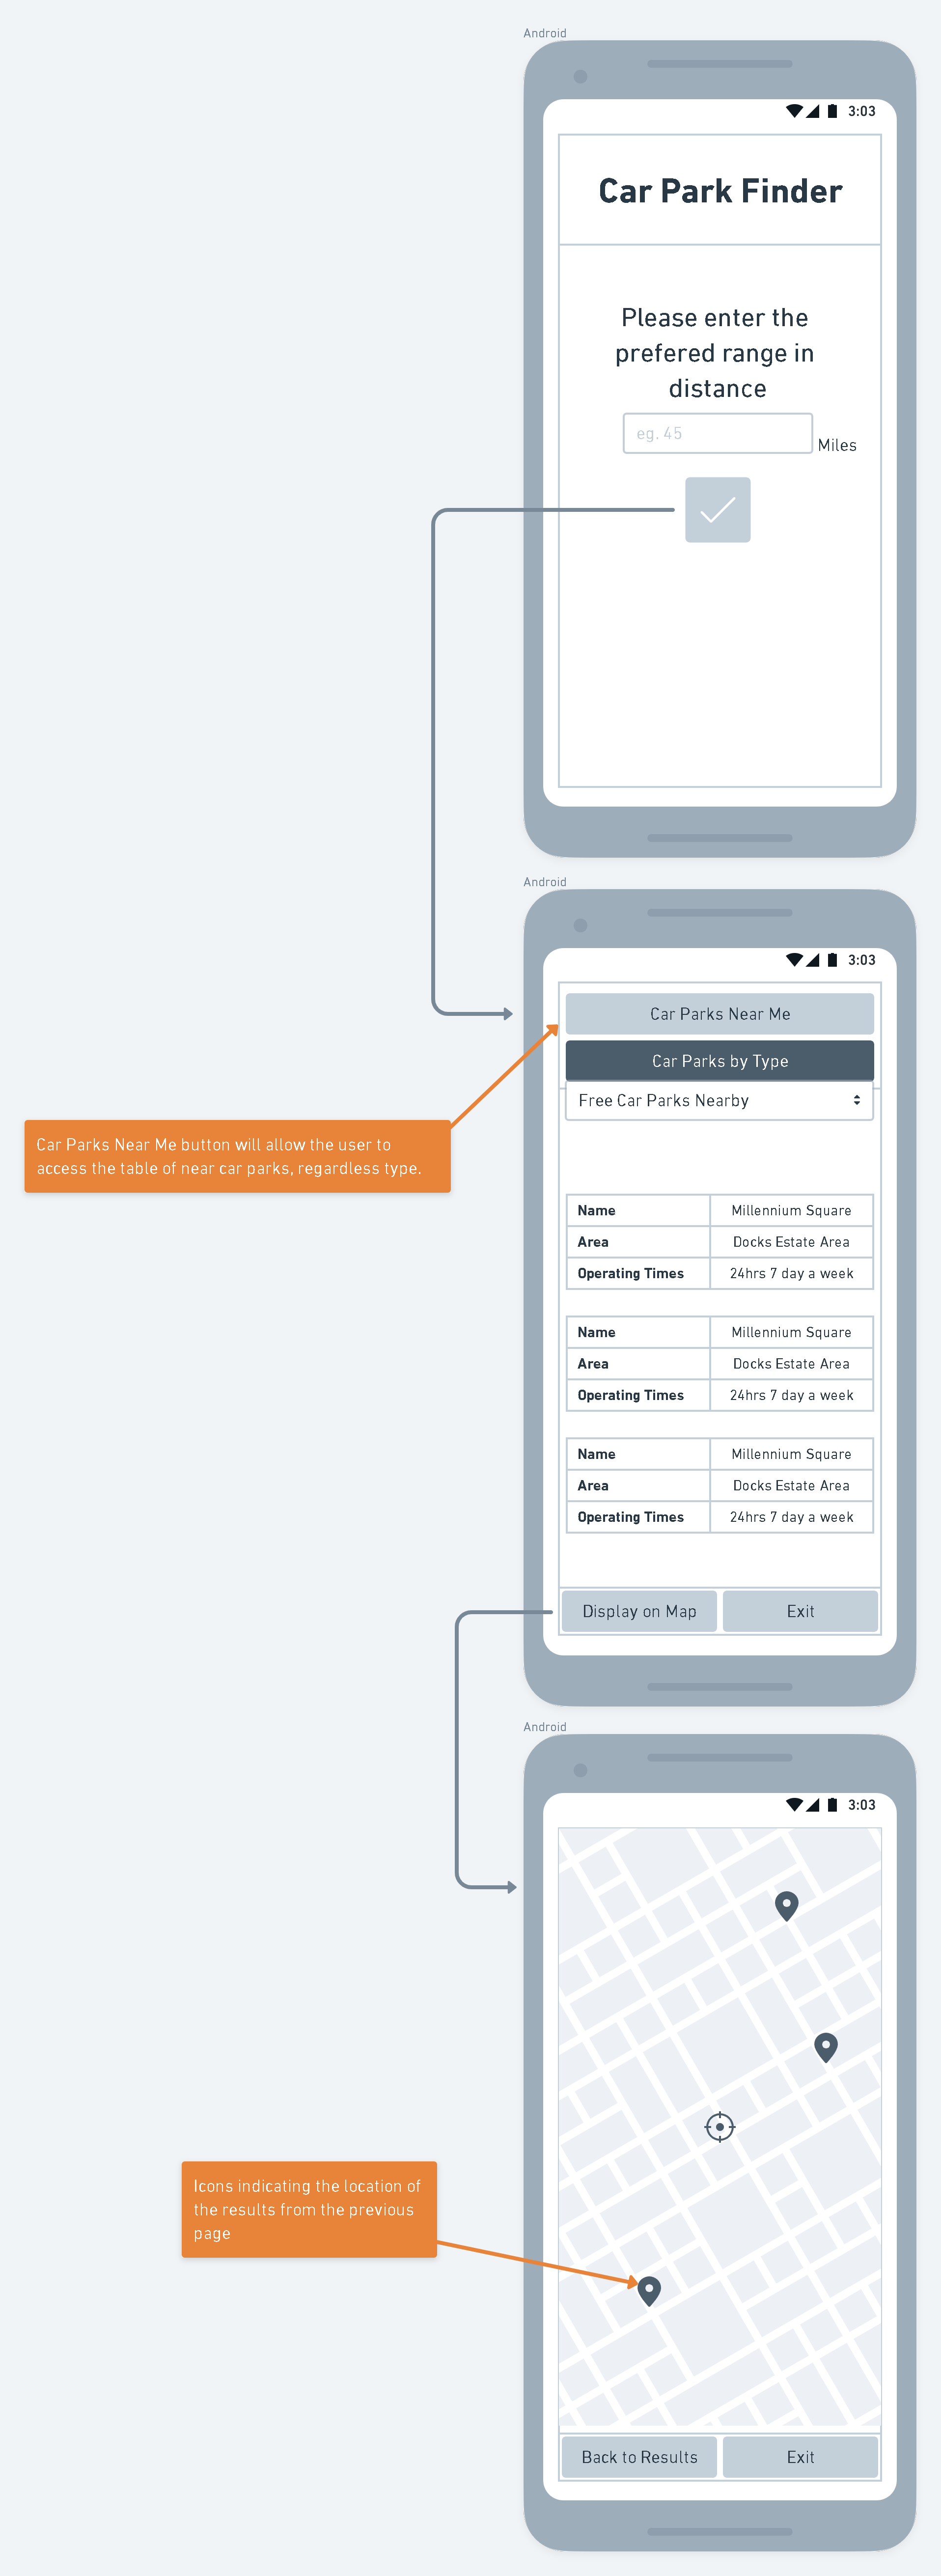 Android
3:03
Car Park Finder
Please enter the
prefered range in
distance
eg. 45
Miles
Android
3:03
Car Parks Near Me
Car Parks by Type
Free Car Parks Nearby
Car Parks Near Me button will allow the user to
access the table of near car parks, regardless type.
Name Millennium Square
Area Docks Estate Area
Operating Times 24hrs 7 day a week
Name Millennium Square
Area Docks Estate Area
Operating Times 24hrs 7 day a week
Name Millennium Square
Area Docks Estate Area
Operating Times 24hrs 7 day a week
Display on Map Exit
Android
3:03
Icons indicating the location of
the results from the previous
page
Back to Results Exit